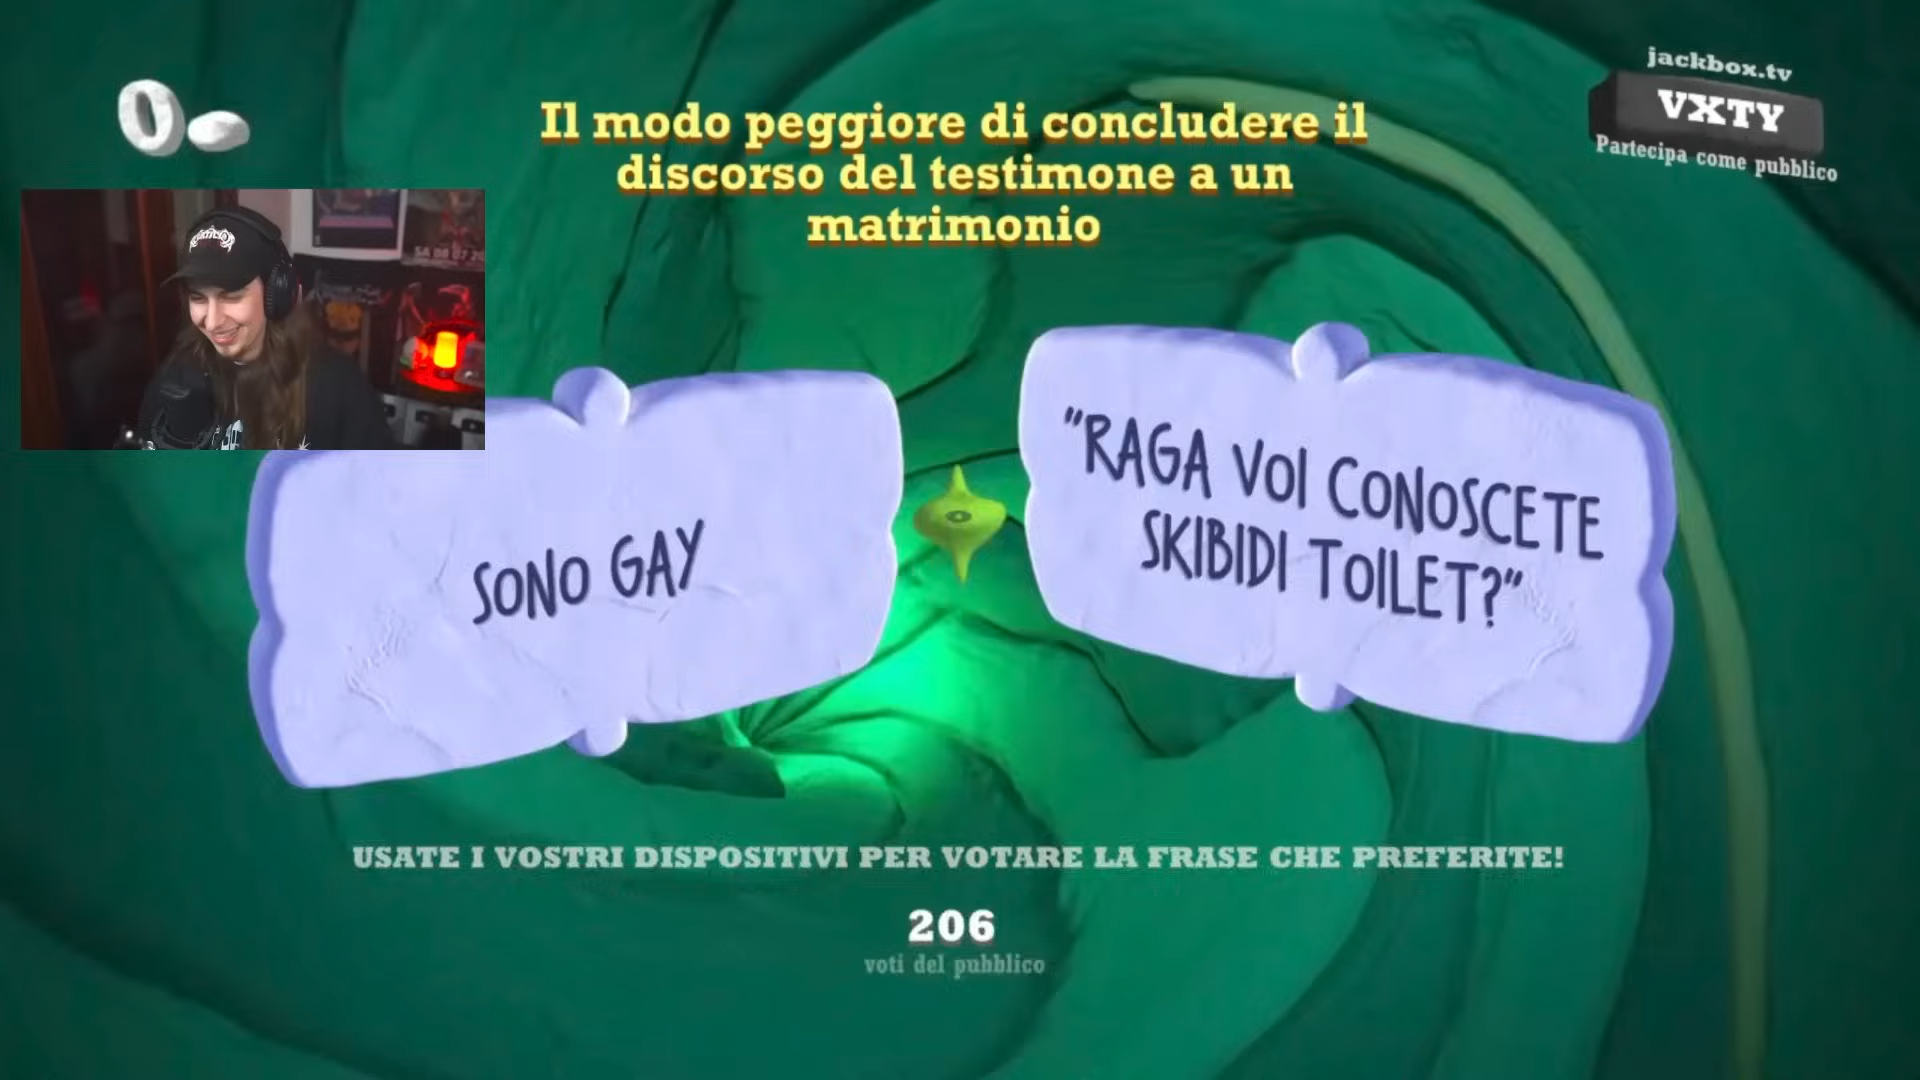 jackbox.tv
VXTY
Partecipa come pubblico
0
Il modo peggiore di concludere il
discorso del testimone a un
matrimonio
SONO GAY
"RAGA VOI CONOSCETE
SKIBIDI TOILET?"
USATE I VOSTRI DISPOSITIVI PER VOTARE LA FRASE CHE PREFERITE!
206
voti del pubblico